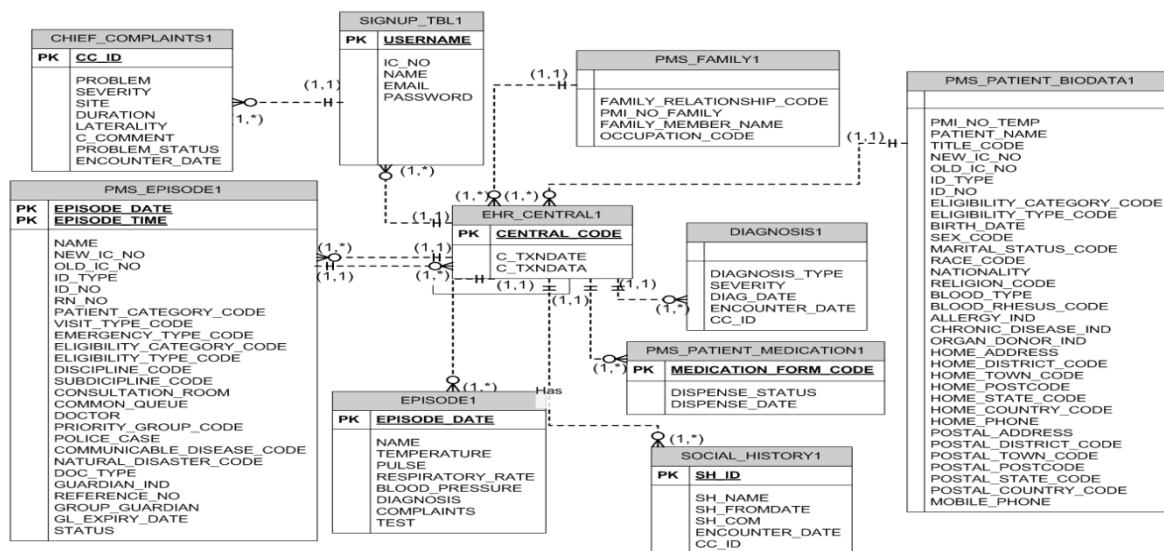 CHIEF_COMPLAINTS1
PK CC_ID
PROBLEM
SEVERITY
SITE
DURATION
LATERALITY
C_COMMENT
PROBLEM_STATUS
ENCOUNTER_DATE
SIGNUP_TBL1
PK USERNAME
IC_NO
NAME
EMAIL
PASSWORD
(1,1)
(1,*)
(1,*)
(1,1)
PMS_FAMILY1
FAMILY_RELATIONSHIP_CODE
PMI_NO_FAMILY
FAMILY_MEMBER_NAME
OCCUPATION_CODE
(1,1)
(1,*)
(1,*)
(1,1)
PMS_PATIENT_BIODATA1
PMI_NO_TEMP
PATIENT_NAME
TITLE_CODE
NEW_IC_NO
OLD_IC_NO
ID_TYPE
ID_NO
ELIGIBILITY_CATEGORY_CODE
ELIGIBILITY_TYPE_CODE
BIRTH_DATE
SEX_CODE
MARITAL_STATUS_CODE
RACE_CODE
NATIONALITY
RELIGION_CODE
BLOOD_TYPE
BLOOD_RHESUS_CODE
ALLERGY_IND
CHRONIC_DISEASE_IND
ORGAN_DONOR_IND
HOME_ADDRESS
HOME_DISTRICT_CODE
HOME_TOWN_CODE
HOME_POSTCODE
HOME_STATE_CODE
HOME_COUNTRY_CODE
HOME_PHONE
POSTAL_ADDRESS
POSTAL_DISTRICT_CODE
POSTAL_TOWN_CODE
POSTAL_POSTCODE
POSTAL_STATE_CODE
POSTAL_COUNTRY_CODE
MOBILE_PHONE
PMS_EPISODE1
PK EPISODE_DATE
PK EPISODE_TIME
NAME
NEW_IC_NO
OLD_IC_NO
ID_TYPE
ID_NO
RN_NO
PATIENT_CATEGORY_CODE
VISIT_TYPE_CODE
EMERGENCY_TYPE_CODE
ELIGIBILITY_CATEGORY_CODE
ELIGIBILITY_TYPE_CODE
DISCIPLINE_CODE
SUBDICIPLINE_CODE
CONSULTATION_ROOM
COMMON_QUEUE
DOCTOR
PRIORITY_GROUP_CODE
POLICE_CASE
COMMUNICABLE_DISEASE_CODE
NATURAL_DISASTER_CODE
DOC_TYPE
GUARDIAN_IND
REFERENCE_NO
GROUP_GUARDIAN
GL_EXPIRY_DATE
STATUS
(1,*)
(1,1)
(1,1)
(1,*)
EHR_CENTRAL1
PK CENTRAL_CODE
C_TXNDATE
C_TXNDATA
(1,1)
(1,1)
(1,1)
(1,1)
DIAGNOSIS1
DIAGNOSIS_TYPE
SEVERITY
DIAG_DATE
ENCOUNTER_DATE
CC_ID
(1,*)
PMS_PATIENT_MEDICATION1
PK MEDICATION_FORM_CODE
DISPENSE_STATUS
DISPENSE_DATE
(1,*)
Has
(1,*)
EPISODE1
PK EPISODE_DATE
NAME
TEMPERATURE
PULSE
RESPIRATORY_RATE
BLOOD_PRESSURE
DIAGNOSIS
COMPLAINTS
TEST
(1,*)
SOCIAL_HISTORY1
PK SH_ID
SH_NAME
SH_FROMDATE
SH_COM
ENCOUNTER_DATE
CC_ID